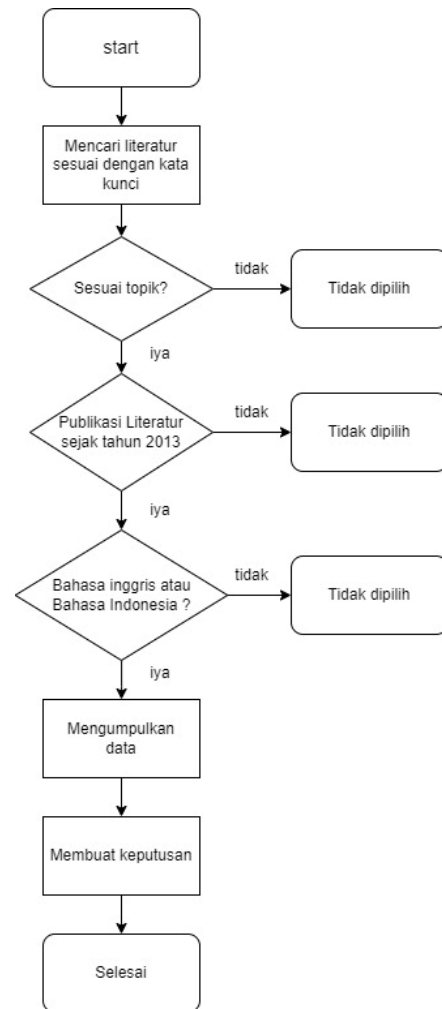 start
Mencari literatur
sesuai dengan kata
kunci
Sesuai topik?
tidak
Tidak dipilih
iya
Publikasi Literatur
sejak tahun 2013
tidak
Tidak dipilih
iya
Bahasa inggris atau
Bahasa Indonesia ?
tidak
Tidak dipilih
iya
Mengumpulkan
data
Membuat keputusan
Selesai